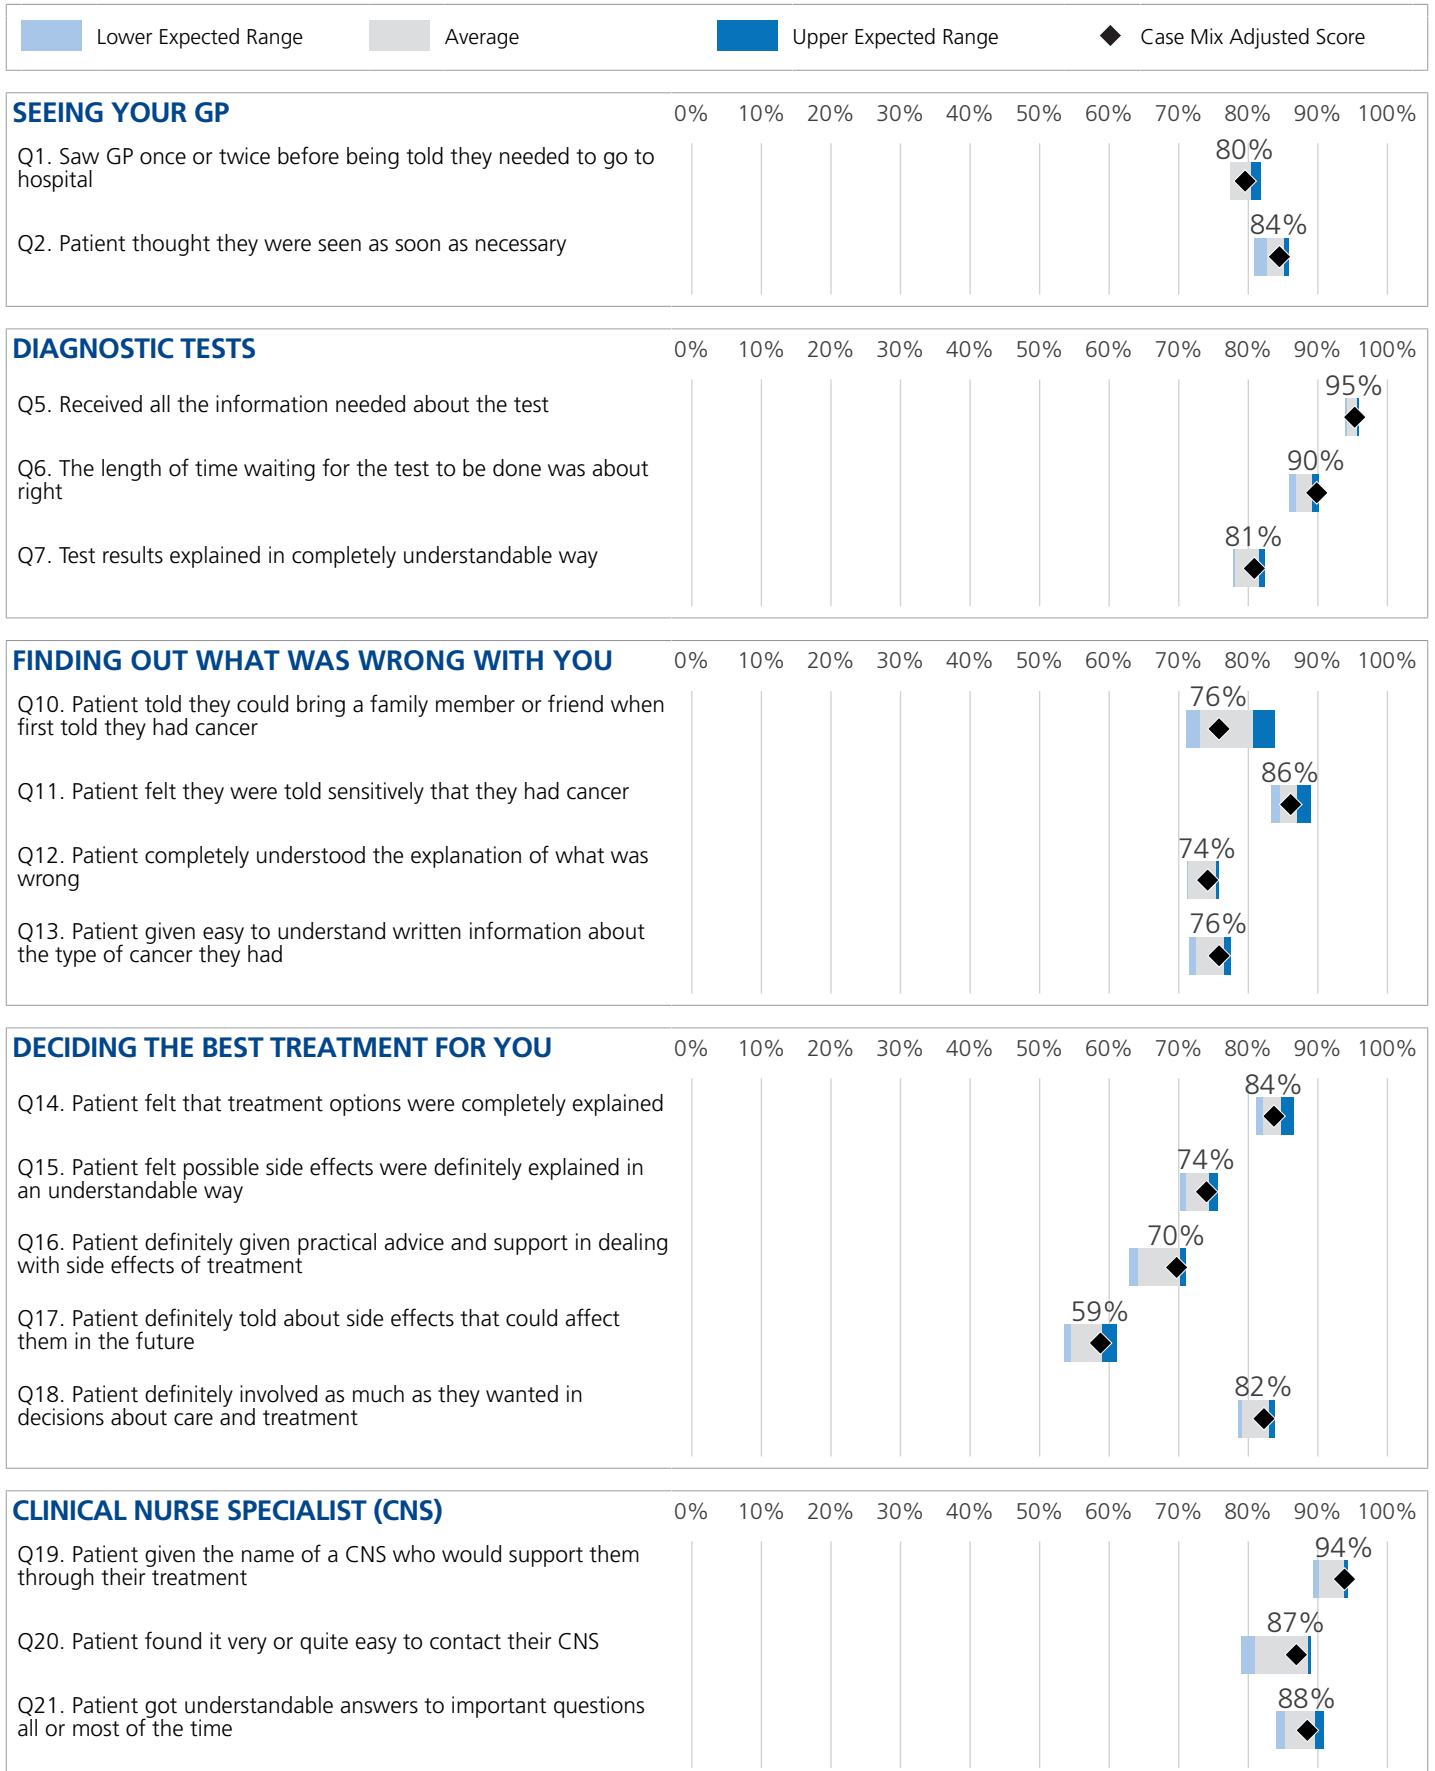 Lower Expected Range Average Upper Expected Range Case Mix Adjusted Score
SEEING YOUR GP 0% 10% 20% 30% 40% 50% 60% 70% 80% 90% 100%
Q1. Saw GP once or twice before being told they needed to go to
hospital
80%
Q2. Patient thought they were seen as soon as necessary
84%
DIAGNOSTIC TESTS 0% 10% 20% 30% 40% 50% 60% 70% 80% 90% 100%
Q5. Received all the information needed about the test
95%
Q6. The length of time waiting for the test to be done was about
right
90%
Q7. Test results explained in completely understandable way
81%
FINDING OUT WHAT WAS WRONG WITH YOU 0% 10% 20% 30% 40% 50% 60% 70% 80% 90% 100%
Q10. Patient told they could bring a family member or friend when
first told they had cancer
76%
Q11. Patient felt they were told sensitively that they had cancer
86%
Q12. Patient completely understood the explanation of what was
wrong
74%
Q13. Patient given easy to understand written information about
the type of cancer they had
76%
DECIDING THE BEST TREATMENT FOR YOU 0% 10% 20% 30% 40% 50% 60% 70% 80% 90% 100%
Q14. Patient felt that treatment options were completely explained
84%
Q15. Patient felt possible side effects were definitely explained in
an understandable way
74%
Q16. Patient definitely given practical advice and support in dealing
with side effects of treatment
70%
Q17. Patient definitely told about side effects that could affect
them in the future
59%
Q18. Patient definitely involved as much as they wanted in
decisions about care and treatment
82%
CLINICAL NURSE SPECIALIST (CNS) 0% 10% 20% 30% 40% 50% 60% 70% 80% 90% 100%
Q19. Patient given the name of a CNS who would support them
through their treatment
94%
Q20. Patient found it very or quite easy to contact their CNS
87%
Q21. Patient got understandable answers to important questions
all or most of the time
88%